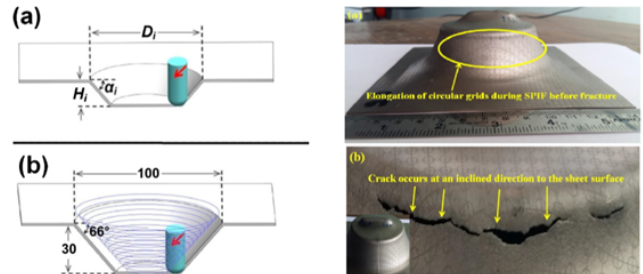 (a)
Di
Hi
αi
(b)
100
66°
30
(a)
Elongation of circular grids during SPIF before fracture
(b)
Crack occurs at an inclined direction to the sheet surface